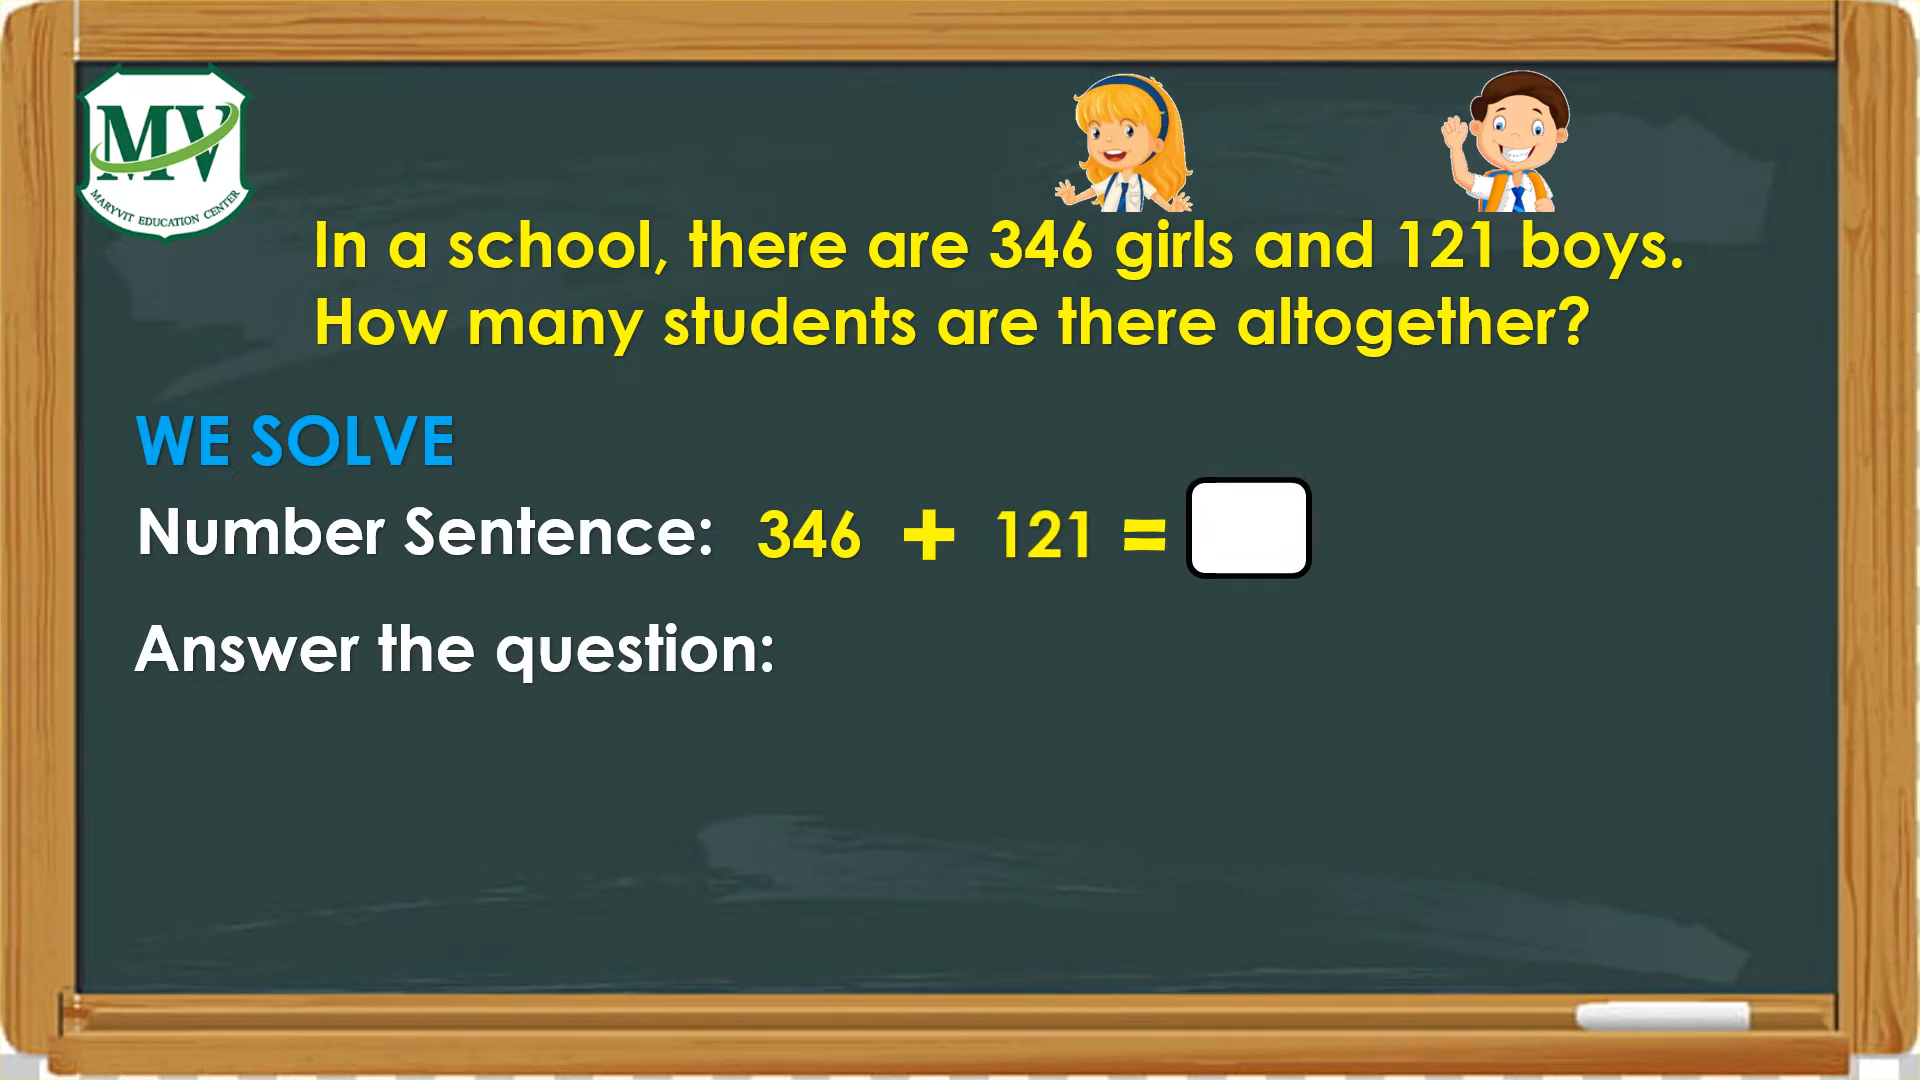 MV
MARYVIT EDUCATION CENTER
In a school, there are 346 girls and 121 boys.
How many students are there altogether?
WE SOLVE
Number Sentence: 346 + 121 =
Answer the question: